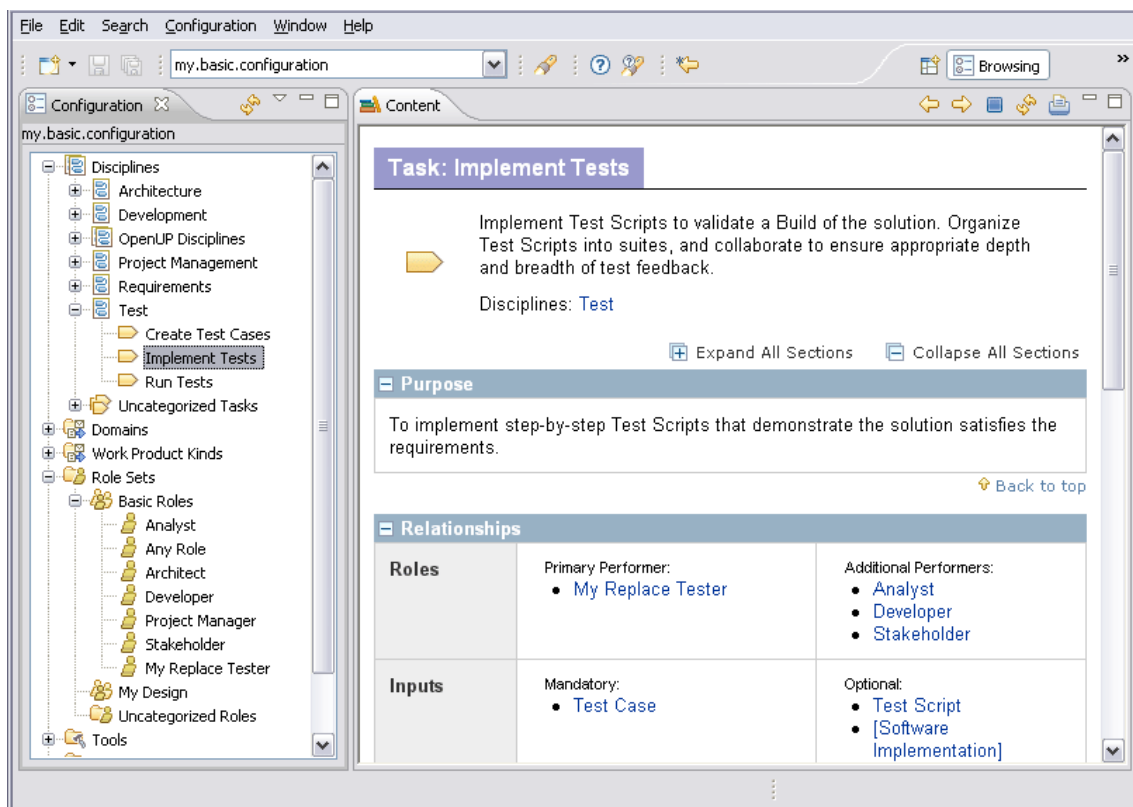 File Edit Search Configuration Window Help
my.basic.configuration
Browsing
»
Configuration
my.basic.configuration
Disciplines
Architecture
Development
OpenUP Disciplines
Project Management
Requirements
Test
Create Test Cases
Implement Tests
Run Tests
Uncategorized Tasks
Domains
Work Product Kinds
Role Sets
Basic Roles
Analyst
Any Role
Architect
Developer
Project Manager
Stakeholder
My Replace Tester
My Design
Uncategorized Roles
Tools
Content
Task: Implement Tests
Implement Test Scripts to validate a Build of the solution. Organize
Test Scripts into suites, and collaborate to ensure appropriate depth
and breadth of test feedback.
Disciplines: Test
Expand All Sections Collapse All Sections
Purpose
To implement step-by-step Test Scripts that demonstrate the solution satisfies the
requirements.
Back to top
Relationships
Roles
Primary Performer:
• My Replace Tester
Additional Performers:
• Analyst
• Developer
• Stakeholder
Inputs
Mandatory:
• Test Case
Optional:
• Test Script
• [Software
Implementation]